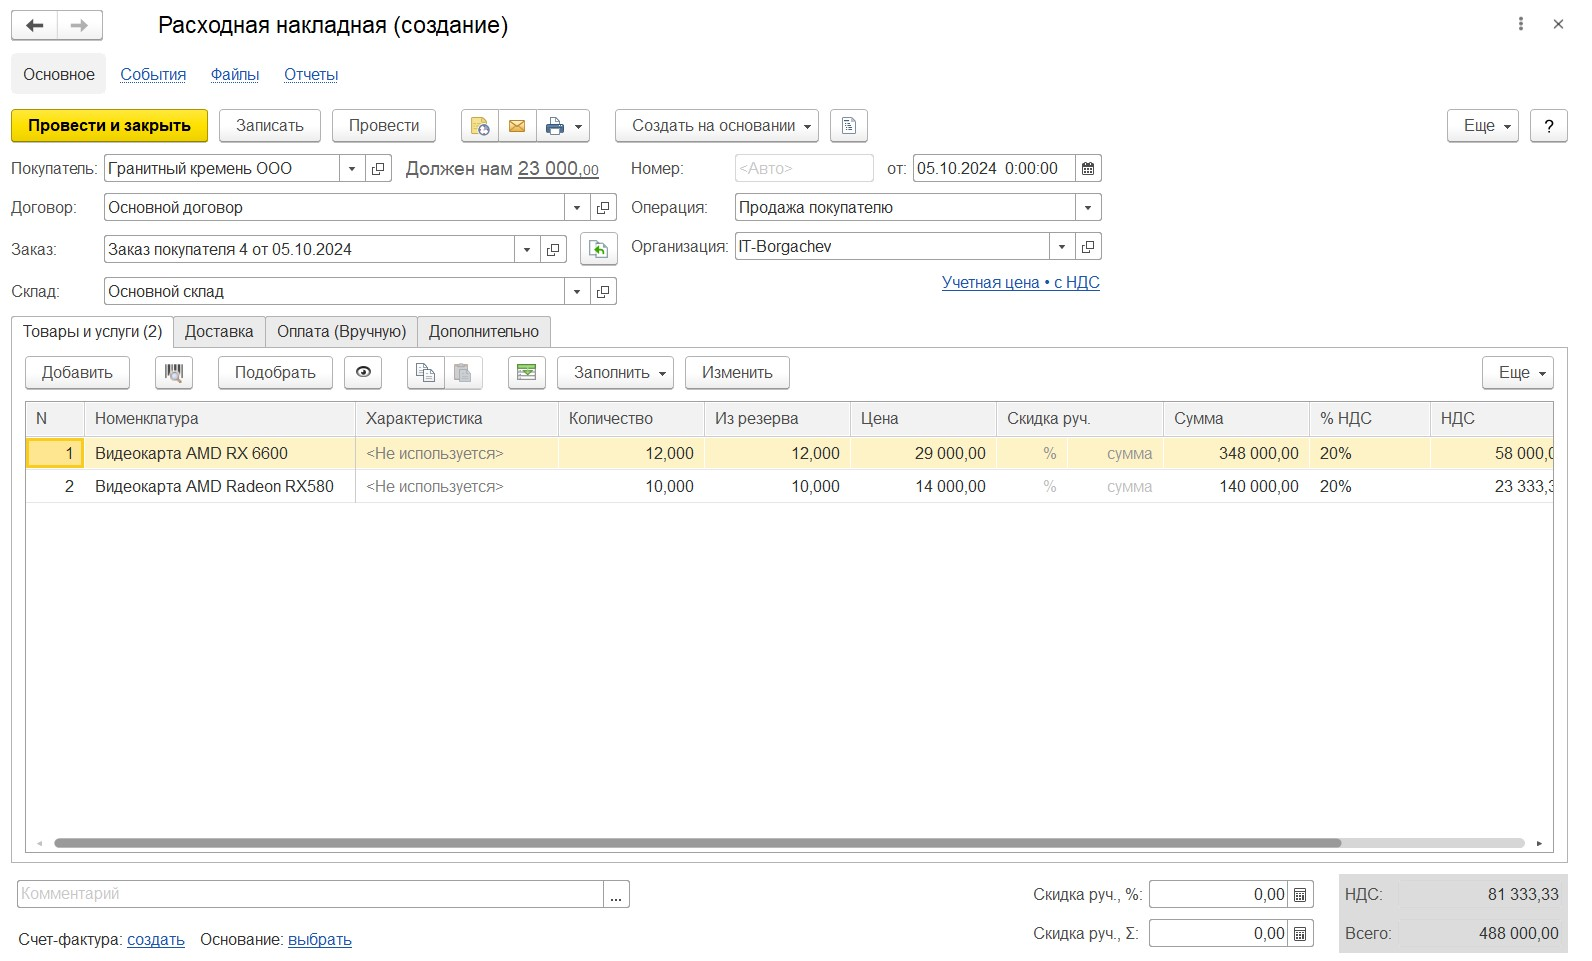 Расходная накладная (создание)
Основное События Файлы Отчеты
Провести и закрыть Записать Провести Создать на основании Еще ?
Покупатель: Гранитный кремень ООО Должен нам 23 000,00 Номер: <Авто> от: 05.10.2024 0:00:00
Договор: Основной договор Операция: Продажа покупателю
Заказ: Заказ покупателя 4 от 05.10.2024 Организация: IT-Borgachev
Склад: Основной склад Учетная цена • с НДС
Товары и услуги (2) Доставка Оплата (Вручную) Дополнительно
Добавить Подобрать Заполнить Изменить Еще
N Номенклатура Характеристика Количество Из резерва Цена Скидка руч. Сумма % НДС НДС
1 Видеокарта AMD RX 6600 <Не используется> 12,000 12,000 29 000,00 % сумма 348 000,00 20% 58 000,0
2 Видеокарта AMD Radeon RX580 <Не используется> 10,000 10,000 14 000,00 % сумма 140 000,00 20% 23 333,3
Комментарий ... Скидка руч., %: 0,00 НДС: 81 333,33
Счет-фактура: создать Основание: выбрать Скидка руч., Σ: 0,00 Всего: 488 000,00